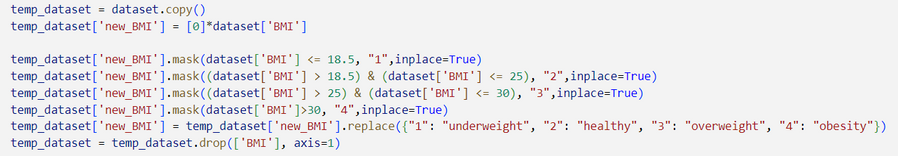 temp_dataset = dataset.copy()
temp_dataset['new_BMI'] = [0]*dataset['BMI']
temp_dataset['new_BMI'].mask(dataset['BMI'] <= 18.5, "1",inplace=True)
temp_dataset['new_BMI'].mask((dataset['BMI'] > 18.5) & (dataset['BMI'] <= 25), "2",inplace=True)
temp_dataset['new_BMI'].mask((dataset['BMI'] > 25) & (dataset['BMI'] <= 30), "3",inplace=True)
temp_dataset['new_BMI'].mask(dataset['BMI']>30, "4",inplace=True)
temp_dataset['new_BMI'] = temp_dataset['new_BMI'].replace({"1": "underweight", "2": "healthy", "3": "overweight", "4": "obesity"})
temp_dataset = temp_dataset.drop(['BMI'], axis=1)